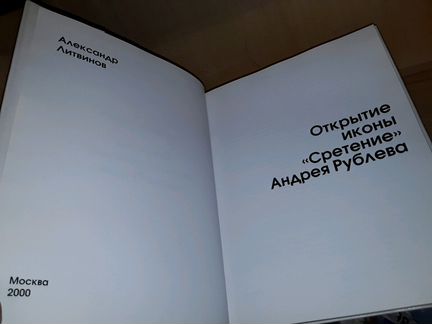 Александр
Литвинов
Москва
2000
Открытие
иконы
«Сретение»
Андрея Рублева